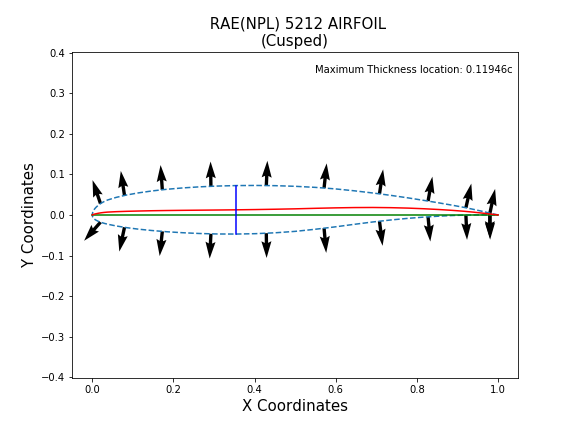 RAE(NPL) 5212 AIRFOIL
(Cusped)
Maximum Thickness location: 0.11946c
0.4
0.3
0.2
0.1
0.0
−0.1
−0.2
−0.3
−0.4
Y Coordinates
0.0 0.2 0.4 0.6 0.8 1.0
X Coordinates